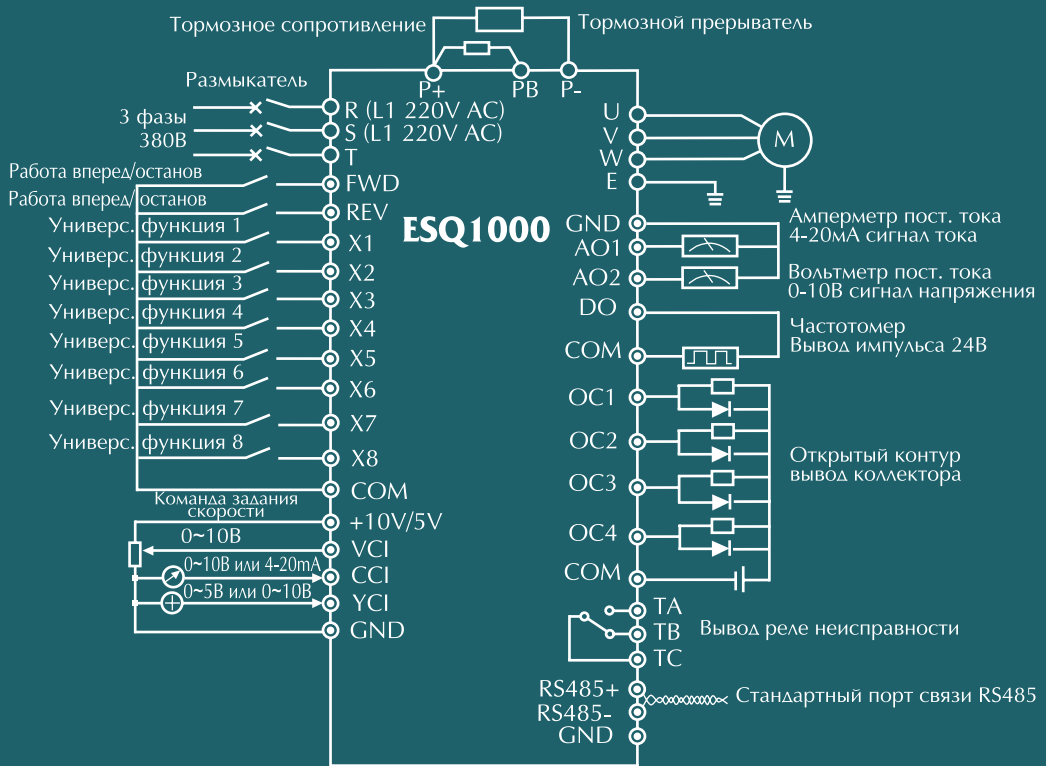 Тормозное сопротивление
Тормозной прерыватель
P+
PB
P-
Размыкатель
3 фазы
380В
R (L1 220V AC)
S (L1 220V AC)
T
Работа вперед/останов
FWD
Работа вперед/останов
REV
Универс. функция 1
X1
Универс. функция 2
X2
Универс. функция 3
X3
Универс. функция 4
X4
Универс. функция 5
X5
Универс. функция 6
X6
Универс. функция 7
X7
Универс. функция 8
X8
COM
Команда задания
скорости
+10V/5V
0~10В
VCI
0~10В или 4-20mA
CCI
0~5В или 0~10В
YCI
GND
ESQ1000
U
V
W
M
E
GND
AO1
Амперметр пост. тока
4-20мА сигнал тока
AO2
Вольтметр пост. тока
0-10В сигнал напряжения
DO
COM
Частотомер
Вывод импульса 24В
OC1
OC2
OC3
OC4
Открытый контур
вывод коллектора
COM
TA
TB
TC
Вывод реле неисправности
RS485+
RS485-
GND
Стандартный порт связи RS485